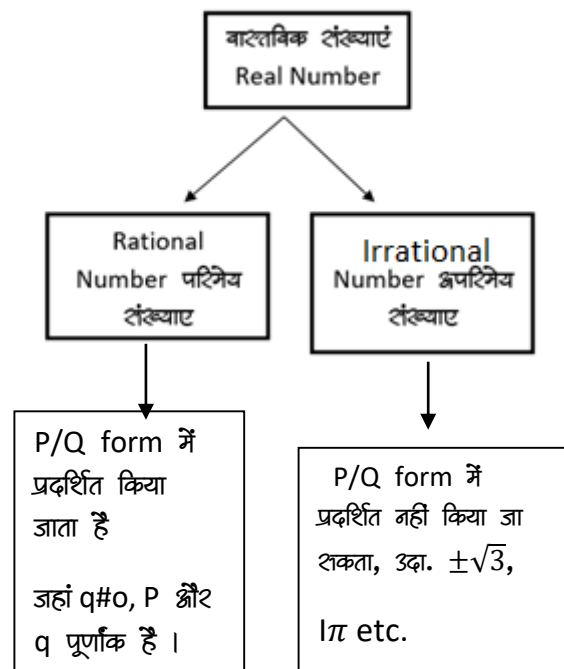 वास्तविक संख्याएं
Real Number
Rational
Number परिमेय
संख्याए
Irrational
Number अपरिमेय
संख्याए
P/Q form में
प्रदर्शित किया
जाता है
जहां q#o, P और
q पूर्णांक है ।
P/Q form में
प्रदर्शित नहीं किया जा
सकता, उदा. ±√3,
Iπ etc.